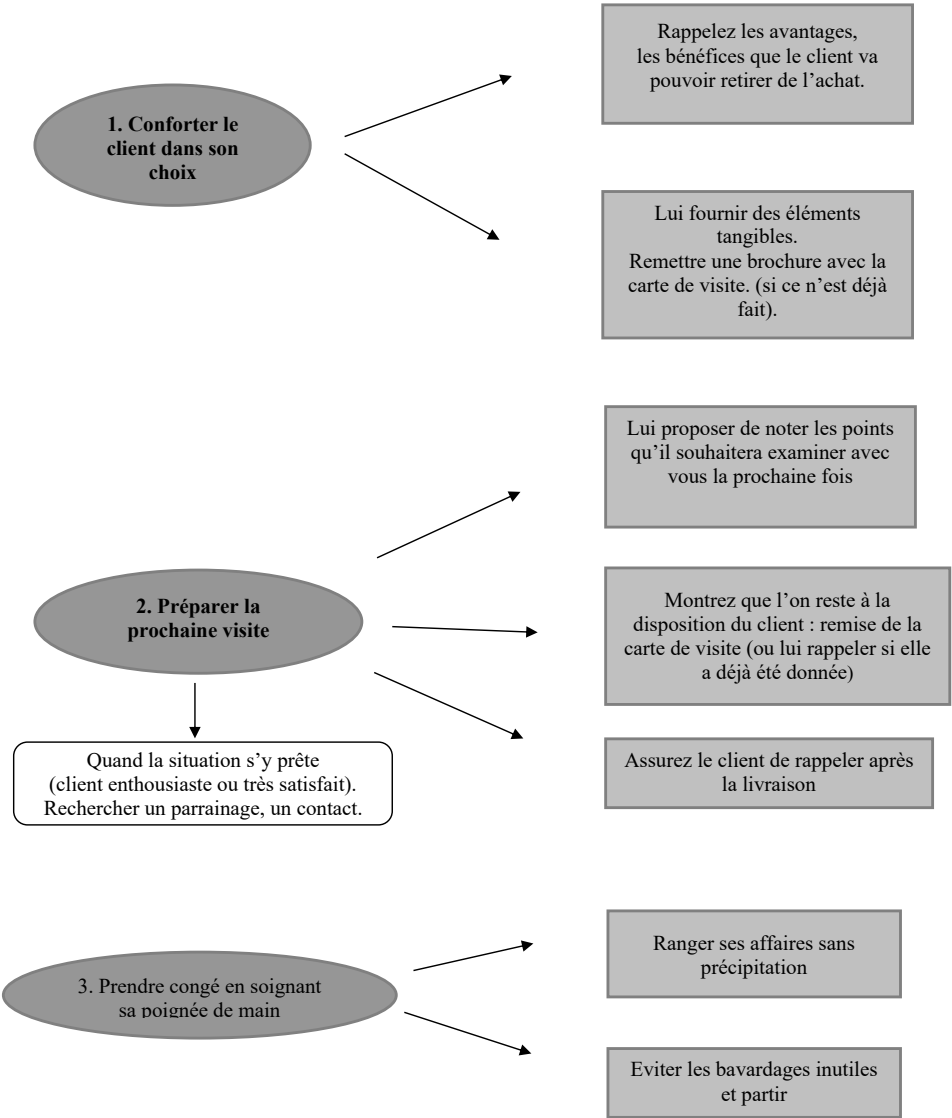 1. Conforter le
client dans son
choix
Rappelez les avantages,
les bénéfices que le client va
pouvoir retirer de l’achat.
Lui fournir des éléments
tangibles.
Remettre une brochure avec la
carte de visite. (si ce n’est déjà
fait).
2. Préparer la
prochaine visite
Lui proposer de noter les points
qu’il souhaitera examiner avec
vous la prochaine fois
Montrez que l’on reste à la
disposition du client : remise de la
carte de visite (ou lui rappeler si elle
a déjà été donnée)
Assurez le client de rappeler après
la livraison
Quand la situation s’y prête
(client enthousiaste ou très satisfait).
Rechercher un parrainage, un contact.
3. Prendre congé en soignant
sa poignée de main
Ranger ses affaires sans
précipitation
Eviter les bavardages inutiles
et partir